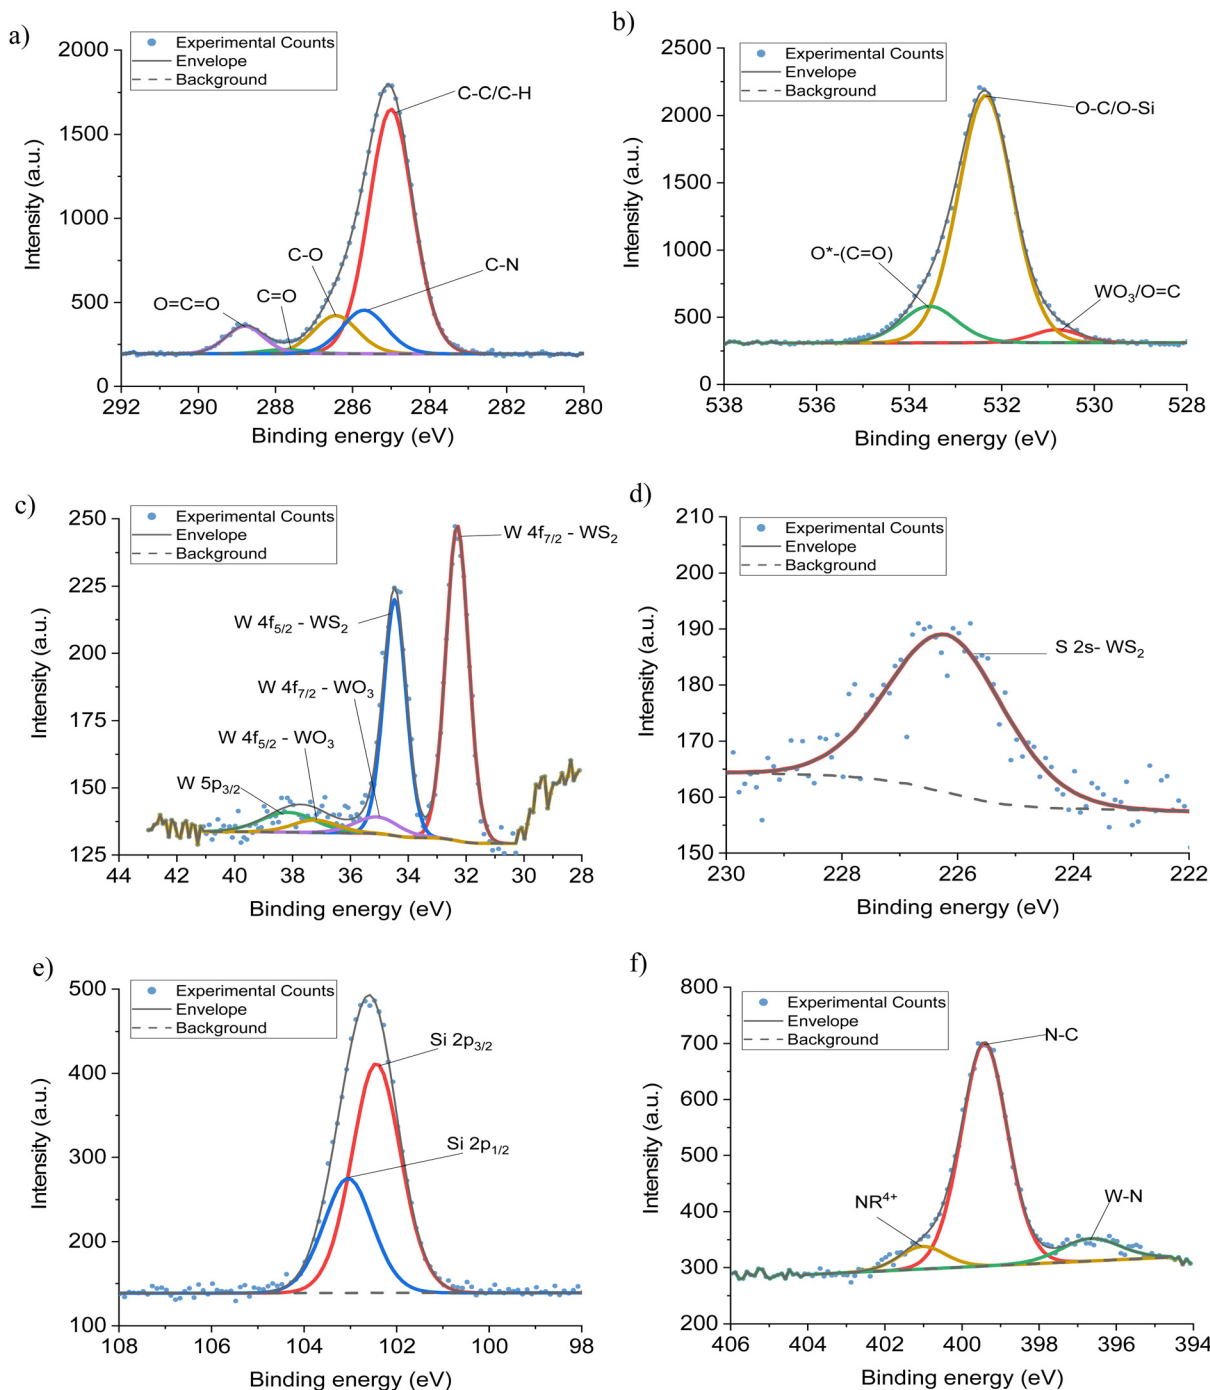 a)
Experimental Counts
Envelope
Background
C-C/C-H
C-O
C-N
O=C=O
C=O
Intensity (a.u.)
2000
1500
1000
500
0
292 290 288 286 284 282 280
Binding energy (eV)
b)
Experimental Counts
Envelope
Background
O-C/O-Si
O*-(C=O)
WO3/O=C
Intensity (a.u.)
2500
2000
1500
1000
500
0
538 536 534 532 530 528
Binding energy (eV)
c)
Experimental Counts
Envelope
Background
W 4f7/2 - WS2
W 4f5/2 - WS2
W 4f7/2 - WO3
W 4f5/2 - WO3
W 5p3/2
Intensity (a.u.)
250
225
200
175
150
125
44 42 40 38 36 34 32 30 28
Binding energy (eV)
d)
Experimental Counts
Envelope
Background
S 2s- WS2
Intensity (a.u.)
210
200
190
180
170
160
150
230 228 226 224 222
Binding energy (eV)
e)
Experimental Counts
Envelope
Background
Si 2p3/2
Si 2p1/2
Intensity (a.u.)
500
400
300
200
100
108 106 104 102 100 98
Binding energy (eV)
f)
Experimental Counts
Envelope
Background
N-C
NR4+
W-N
Intensity (a.u.)
800
700
600
500
400
300
200
406 404 402 400 398 396 394
Binding energy (eV)